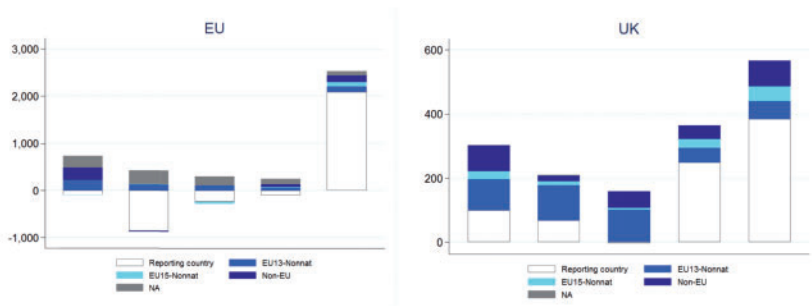 EU
3,000
2,000
1,000
0
-1,000
Reporting country EU13-Nonnat
EU15-Nonnat Non-EU
NA
UK
600
400
200
0
Reporting country EU13-Nonnat
EU15-Nonnat Non-EU
NA